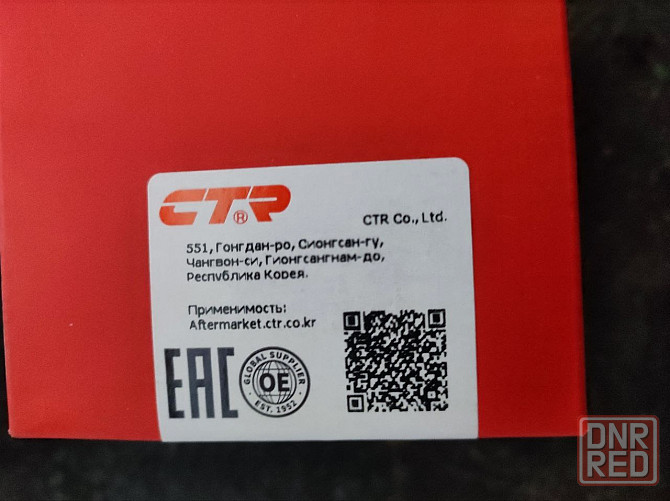 CTR®
CTR Co., Ltd.
551, Гонгдан-ро, Сионгсан-гу,
Чангвон-си, Гионгсангнам-до,
Республика Корея.
Применимость:
Aftermarket.ctr.co.kr
EAC
GLOBAL SUPPLIER
OE
EST. 1952
DNR
RED